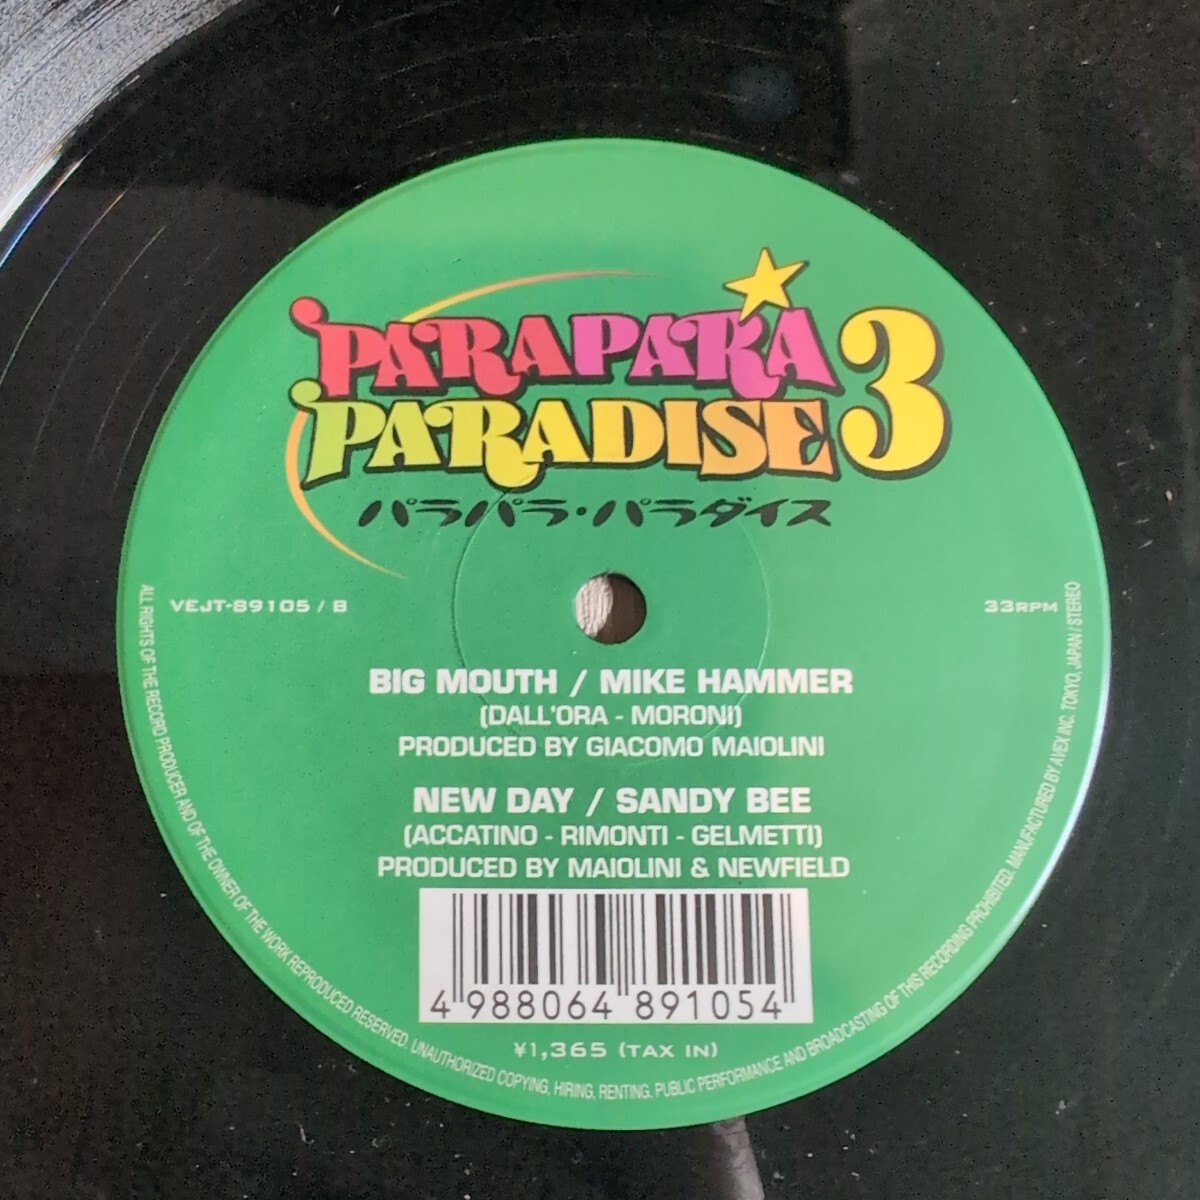 PARAPARA
PARADISE 3
パラパラ・パラダイス
VEJT-89105 / B
33RPM
BIG MOUTH / MIKE HAMMER
(DALL'ORA - MORONI)
PRODUCED BY GIACOMO MAIOLINI
NEW DAY / SANDY BEE
(ACCATINO - RIMONTI - GELMETTI)
PRODUCED BY MAIOLINI & NEWFIELD
4 988064 891054
¥1,365 (TAX IN)
ALL RIGHTS OF THE RECORD PRODUCER AND OF THE OWNER OF THE WORK REPRODUCED RESERVED. UNAUTHORIZED COPYING, HIRING, RENTING, PUBLIC PERFORMANCE AND BROADCASTING OF THIS RECORDING PROHIBITED. MANUFACTURED BY AVEX INC. TOKYO, JAPAN / STEREO